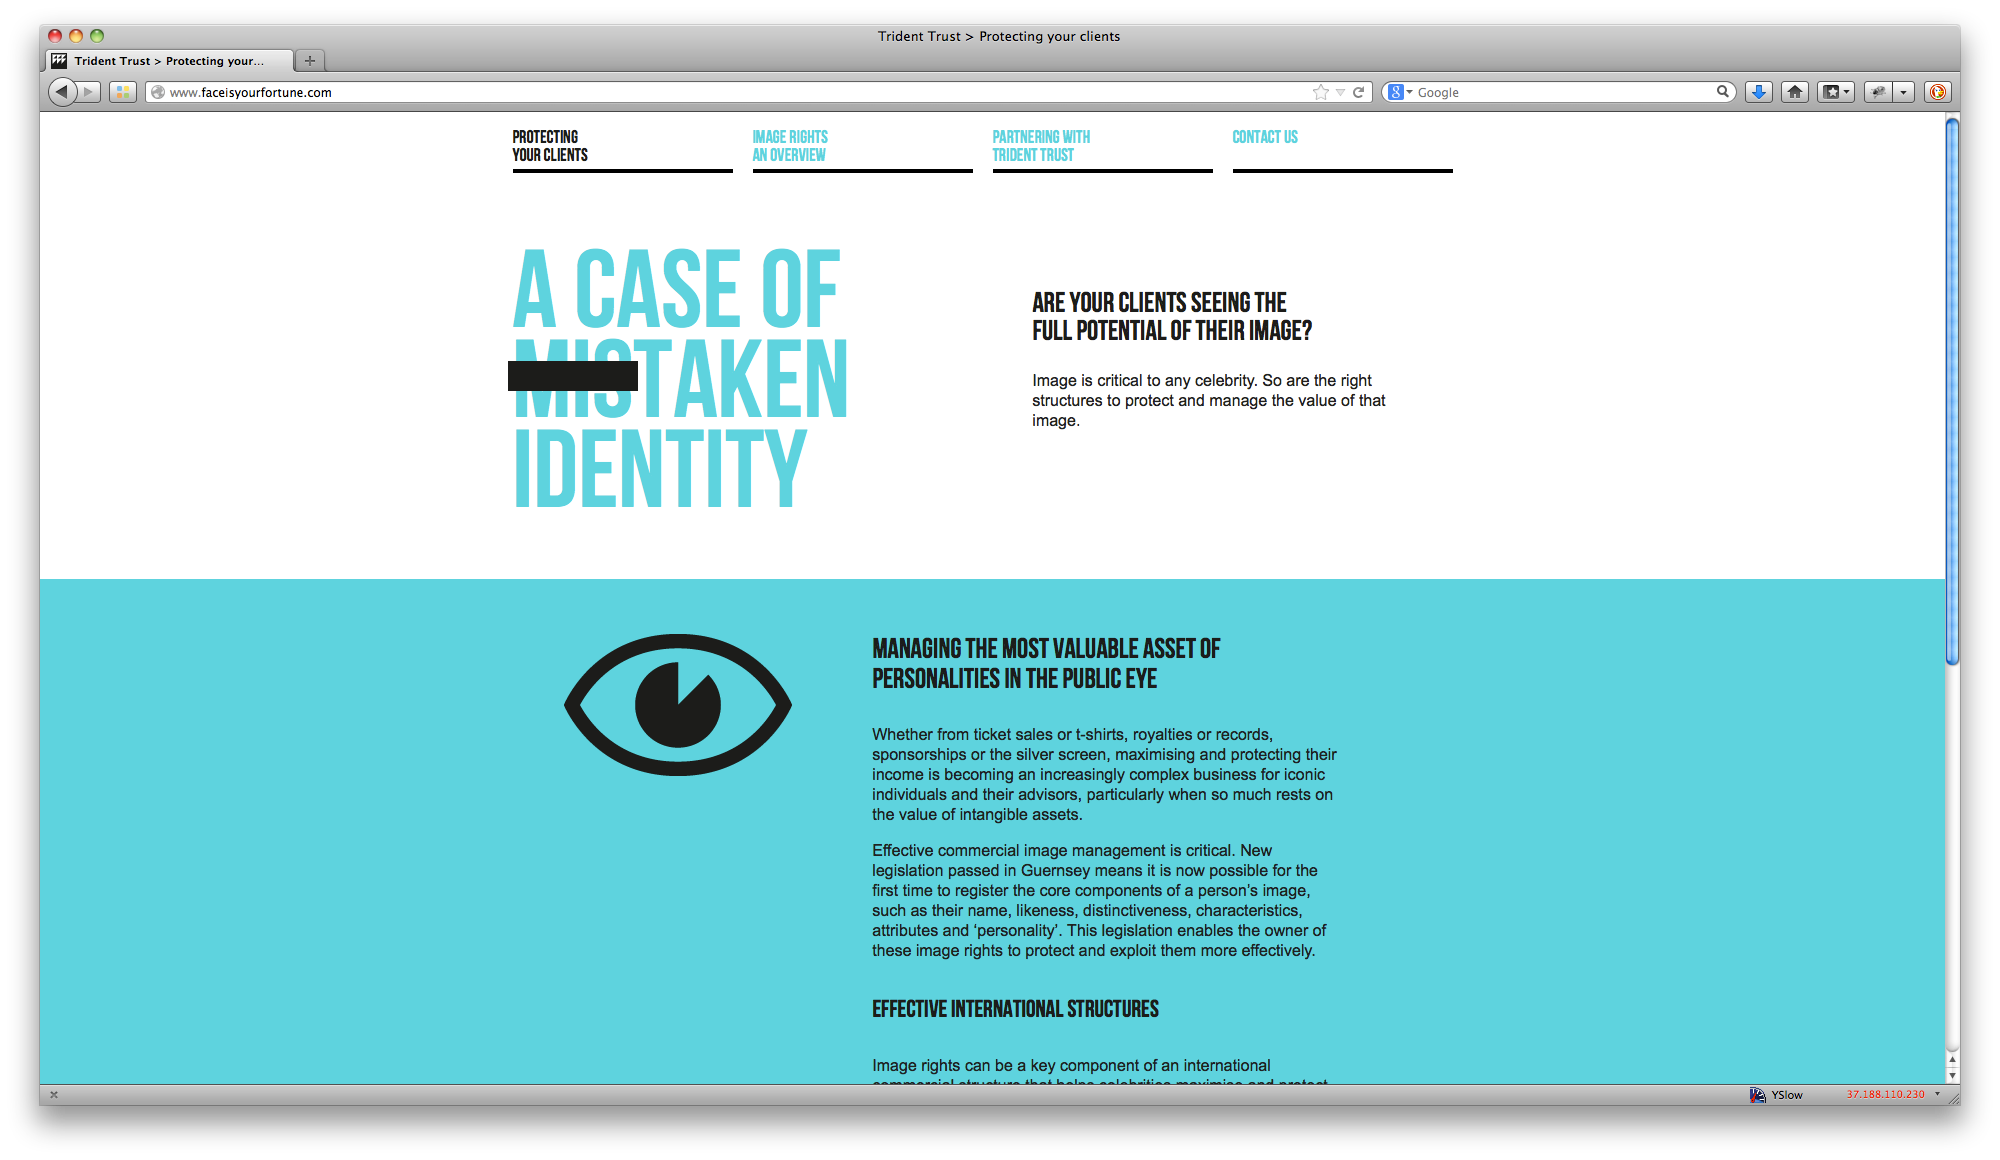 Trident Trust > Protecting your clients
Trident Trust > Protecting your...
www.faceisyourfortune.com
Google
PROTECTING
YOUR CLIENTS
IMAGE RIGHTS
AN OVERVIEW
PARTNERING WITH
TRIDENT TRUST
CONTACT US
A CASE OF
MISTAKEN
IDENTITY
ARE YOUR CLIENTS SEEING THE
FULL POTENTIAL OF THEIR IMAGE?
Image is critical to any celebrity. So are the right
structures to protect and manage the value of that
image.
MANAGING THE MOST VALUABLE ASSET OF
PERSONALITIES IN THE PUBLIC EYE
Whether from ticket sales or t-shirts, royalties or records,
sponsorships or the silver screen, maximising and protecting their
income is becoming an increasingly complex business for iconic
individuals and their advisors, particularly when so much rests on
the value of intangible assets.
Effective commercial image management is critical. New
legislation passed in Guernsey means it is now possible for the
first time to register the core components of a person's image,
such as their name, likeness, distinctiveness, characteristics,
attributes and ‘personality’. This legislation enables the owner of
these image rights to protect and exploit them more effectively.
EFFECTIVE INTERNATIONAL STRUCTURES
Image rights can be a key component of an international
commercial structure that helps celebrities maximise and protect
YSlow
37.188.110.230